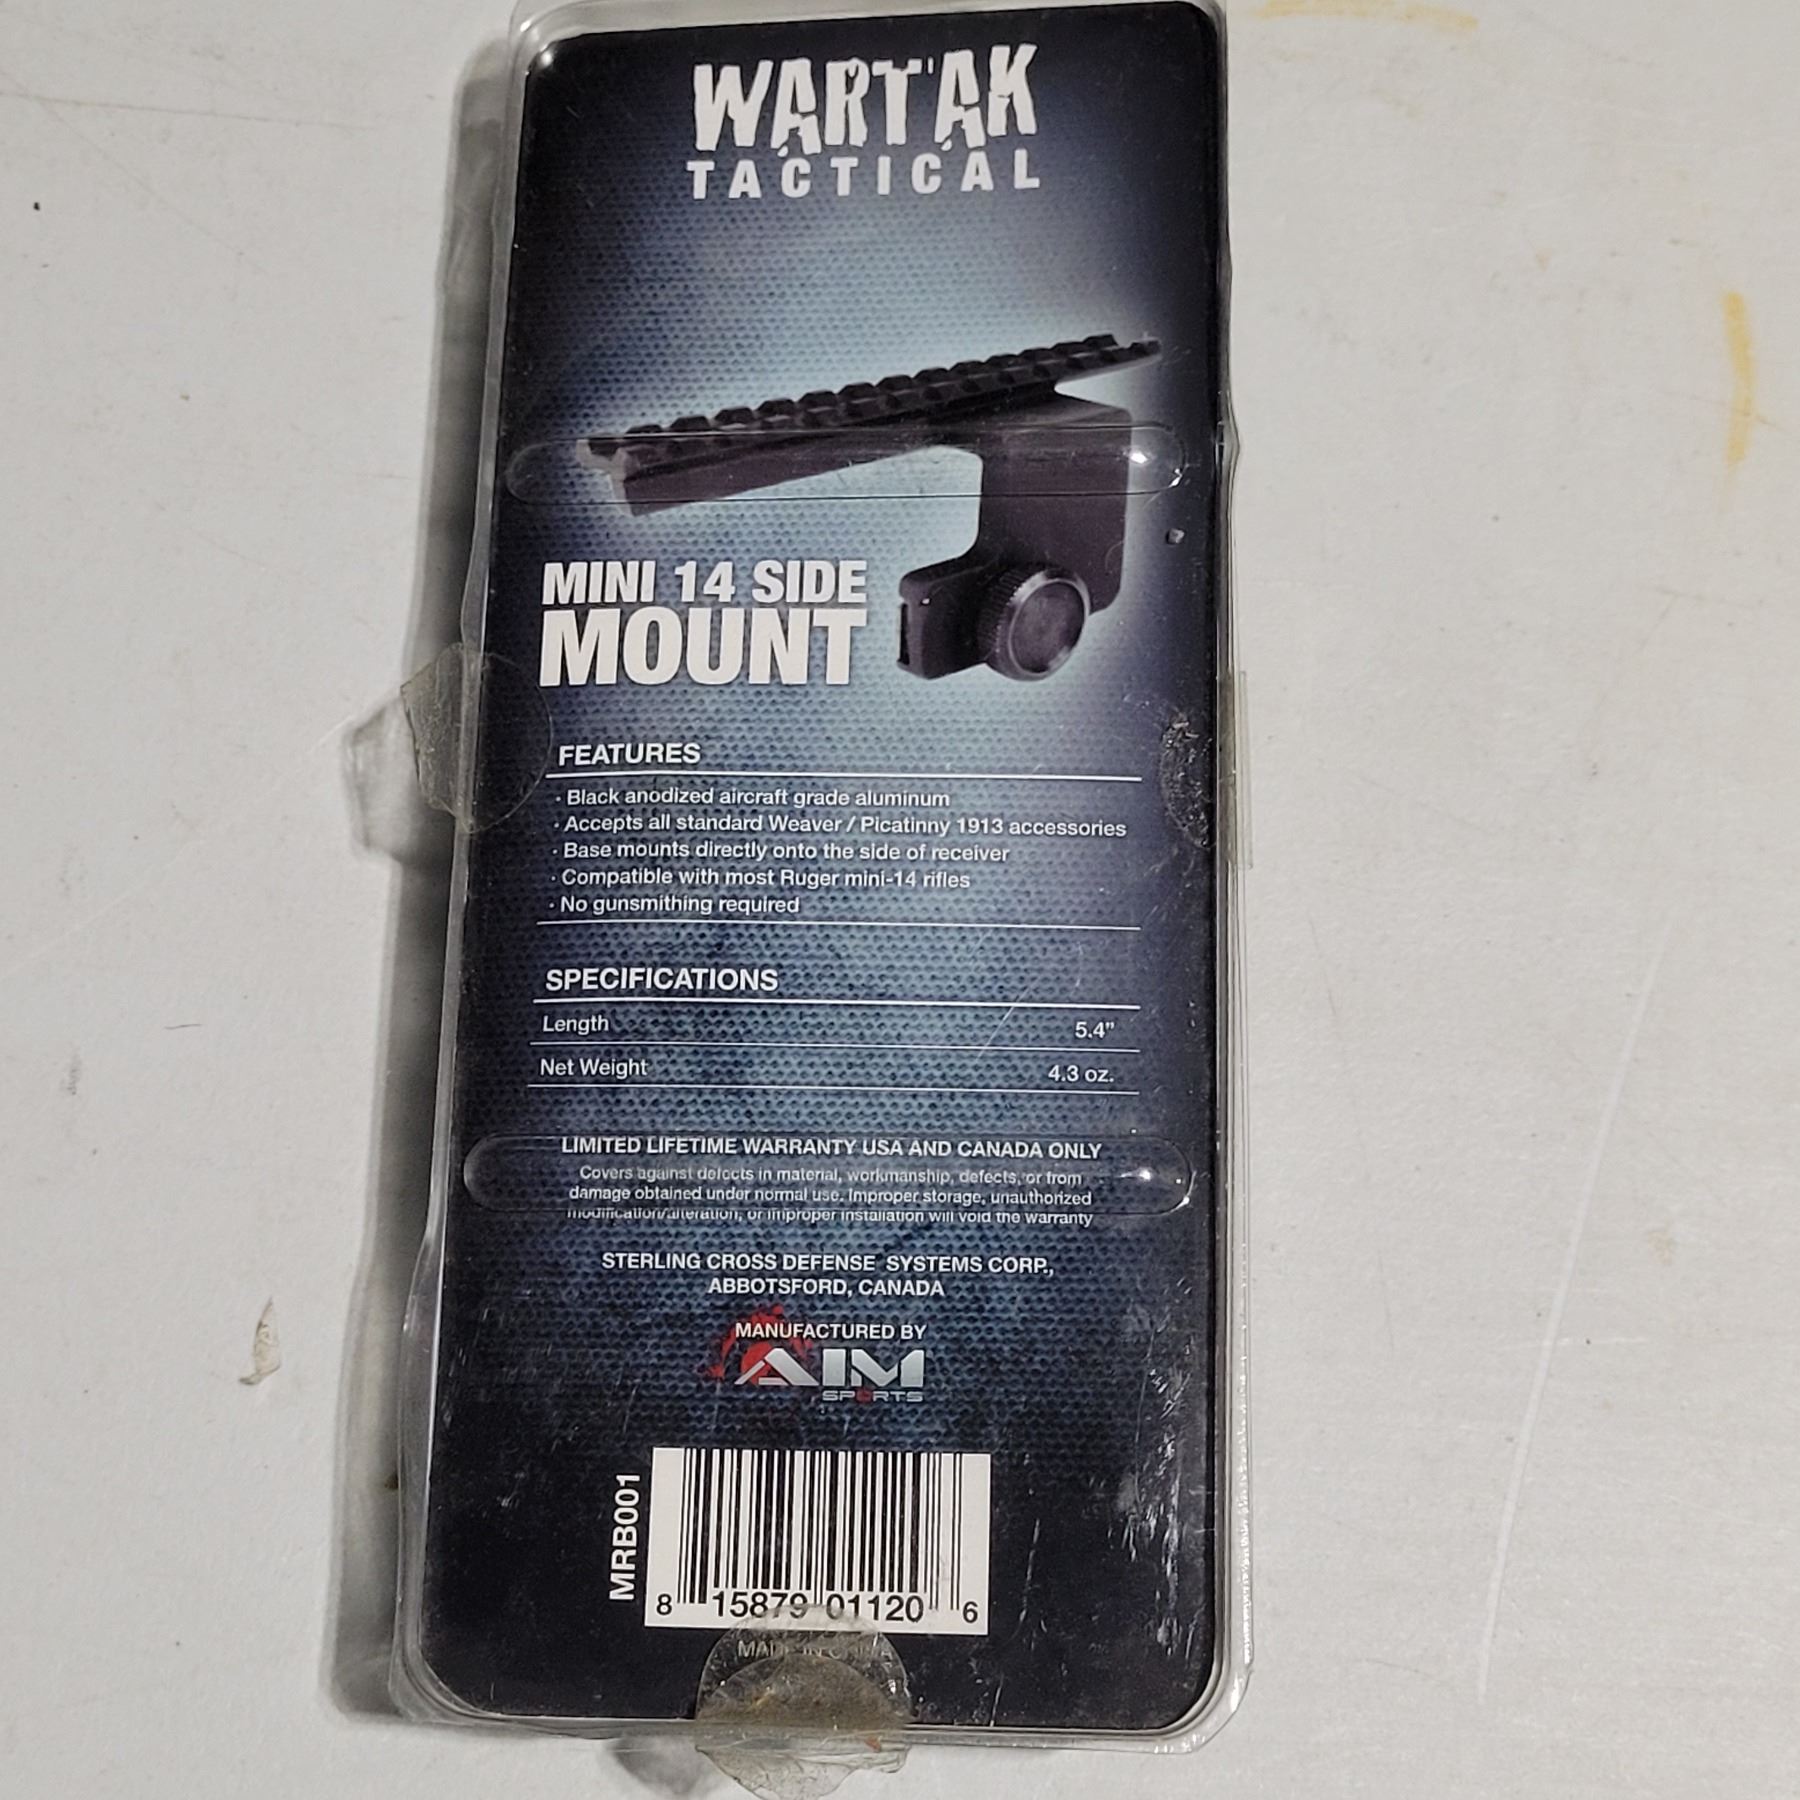 WARTAK
TACTICAL
MINI 14 SIDE
MOUNT
FEATURES
· Black anodized aircraft grade aluminum
· Accepts all standard Weaver / Picatinny 1913 accessories
· Base mounts directly onto the side of receiver
· Compatible with most Ruger mini-14 rifles
· No gunsmithing required
SPECIFICATIONS
Length 5.4"
Net Weight 4.3 oz.
LIMITED LIFETIME WARRANTY USA AND CANADA ONLY
Covers against defects in material, workmanship, defects, or from
damage obtained under normal use. Improper storage, unauthorized
modification/alteration, or improper installation will void the warranty
STERLING CROSS DEFENSE SYSTEMS CORP.,
ABBOTSFORD, CANADA
MANUFACTURED BY
AIM
SPORTS
MRB001
8 15879 01120 6
MADE IN CHINA